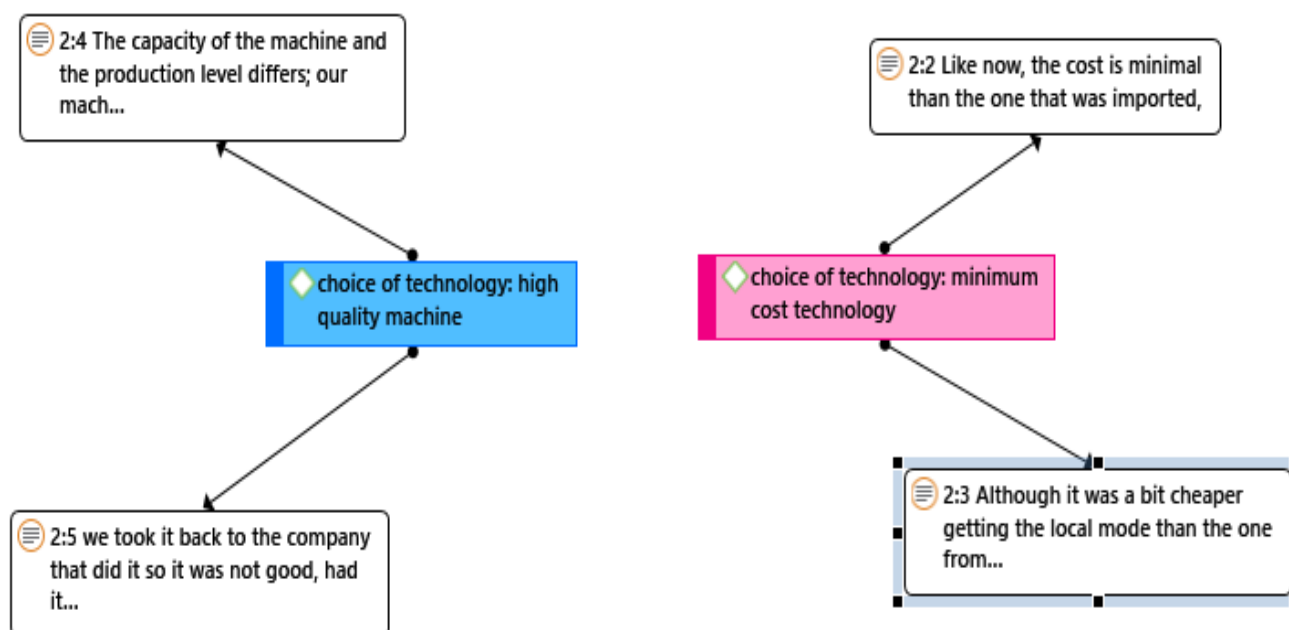 2:4 The capacity of the machine and
the production level differs; our
mach...
2:2 Like now, the cost is minimal
than the one that was imported,
choice of technology: high
quality machine
choice of technology: minimum
cost technology
2:5 we took it back to the company
that did it so it was not good, had
it...
2:3 Although it was a bit cheaper
getting the local mode than the one
from...